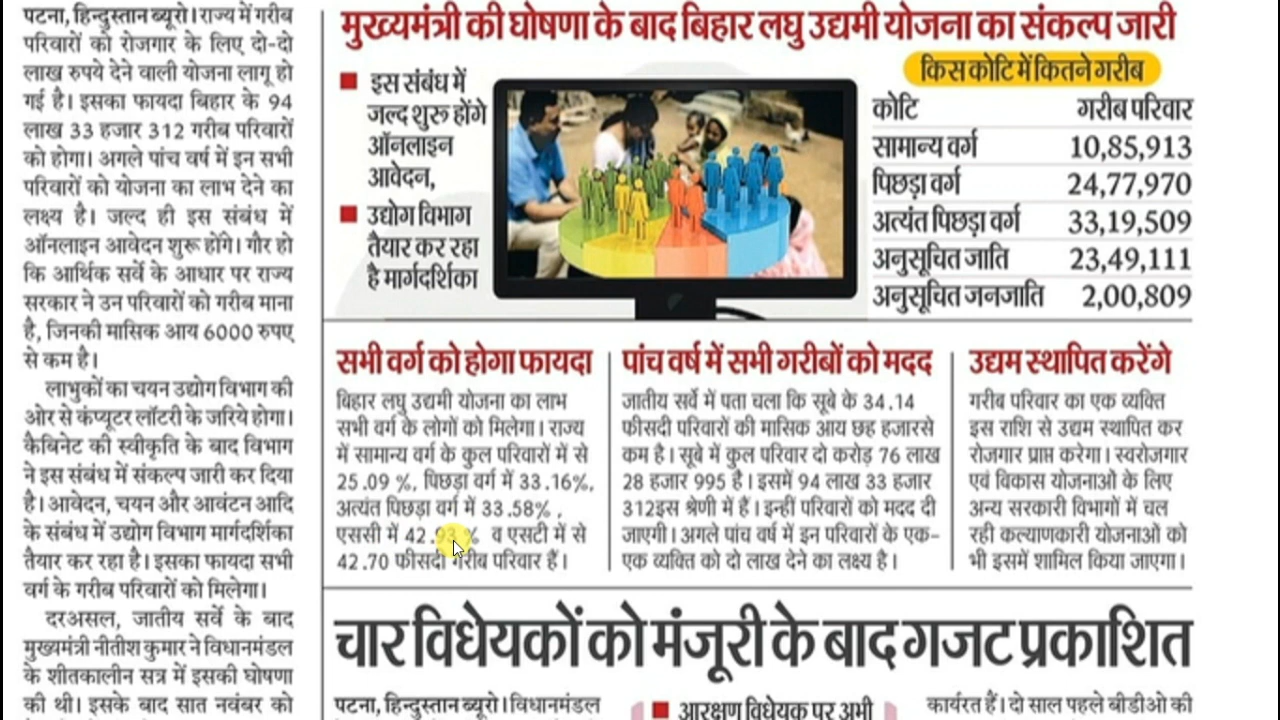 पटना, हिन्दुस्तान ब्यूरो। राज्य में गरीब
परिवारों को रोजगार के लिए दो-दो
लाख रुपये देने वाली योजना लागू हो
गई है। इसका फायदा बिहार के 94
लाख 33 हजार 312 गरीब परिवारों
को होगा। अगले पांच वर्ष में इन सभी
परिवारों को योजना का लाभ देने का
लक्ष्य है। जल्द ही इस संबंध में
ऑनलाइन आवेदन शुरू होंगे। गौर हो
कि आर्थिक सर्वे के आधार पर राज्य
सरकार ने उन परिवारों को गरीब माना
है, जिनकी मासिक आय 6000 रुपए
से कम है।
लाभुकों का चयन उद्योग विभाग की
ओर से कंप्यूटर लॉटरी के जरिये होगा।
कैबिनेट की स्वीकृति के बाद विभाग
ने इस संबंध में संकल्प जारी कर दिया
है। आवेदन, चयन और आवंटन आदि
के संबंध में उद्योग विभाग मार्गदर्शिका
तैयार कर रहा है। इसका फायदा सभी
वर्ग के गरीब परिवारों को मिलेगा।
दरअसल, जातीय सर्वे के बाद
मुख्यमंत्री नीतीश कुमार ने विधानमंडल
के शीतकालीन सत्र में इसकी घोषणा
की थी। इसके बाद सात नवंबर को
मुख्यमंत्री की घोषणा के बाद बिहार लघु उद्यमी योजना का संकल्प जारी
इस संबंध में
जल्द शुरू होंगे
ऑनलाइन
आवेदन,
उद्योग विभाग
तैयार कर रहा
है मार्गदर्शिका
किस कोटि में कितने गरीब
कोटि गरीब परिवार
सामान्य वर्ग 10,85,913
पिछड़ा वर्ग 24,77,970
अत्यंत पिछड़ा वर्ग 33,19,509
अनुसूचित जाति 23,49,111
अनुसूचित जनजाति 2,00,809
सभी वर्ग को होगा फायदा
बिहार लघु उद्यमी योजना का लाभ
सभी वर्ग के लोगों को मिलेगा। राज्य
में सामान्य वर्ग के कुल परिवारों में से
25.09 %, पिछड़ा वर्ग में 33.16%,
अत्यंत पिछड़ा वर्ग में 33.58%,
एससी में 42.93 % व एसटी में से
42.70 फीसदी गरीब परिवार हैं।
पांच वर्ष में सभी गरीबों को मदद
जातीय सर्वे में पता चला कि सूबे के 34.14
फीसदी परिवारों की मासिक आय छह हजारसे
कम है। सूबे में कुल परिवार दो करोड़ 76 लाख
28 हजार 995 है। इसमें 94 लाख 33 हजार
312इस श्रेणी में हैं। इन्हीं परिवारों को मदद दी
जाएगी। अगले पांच वर्ष में इन परिवारों के एक-
एक व्यक्ति को दो लाख देने का लक्ष्य है।
उद्यम स्थापित करेंगे
गरीब परिवार का एक व्यक्ति
इस राशि से उद्यम स्थापित कर
रोजगार प्राप्त करेगा। स्वरोजगार
एवं विकास योजनाओं के लिए
अन्य सरकारी विभागों में चल
रही कल्याणकारी योजनाओं को
भी इसमें शामिल किया जाएगा।
चार विधेयकों को मंजूरी के बाद गजट प्रकाशित
पटना, हिन्दुस्तान ब्यूरो। विधानमंडल
आरक्षण विधेयक पर अभी
कार्यरत हैं। दो साल पहले बीडीओ की